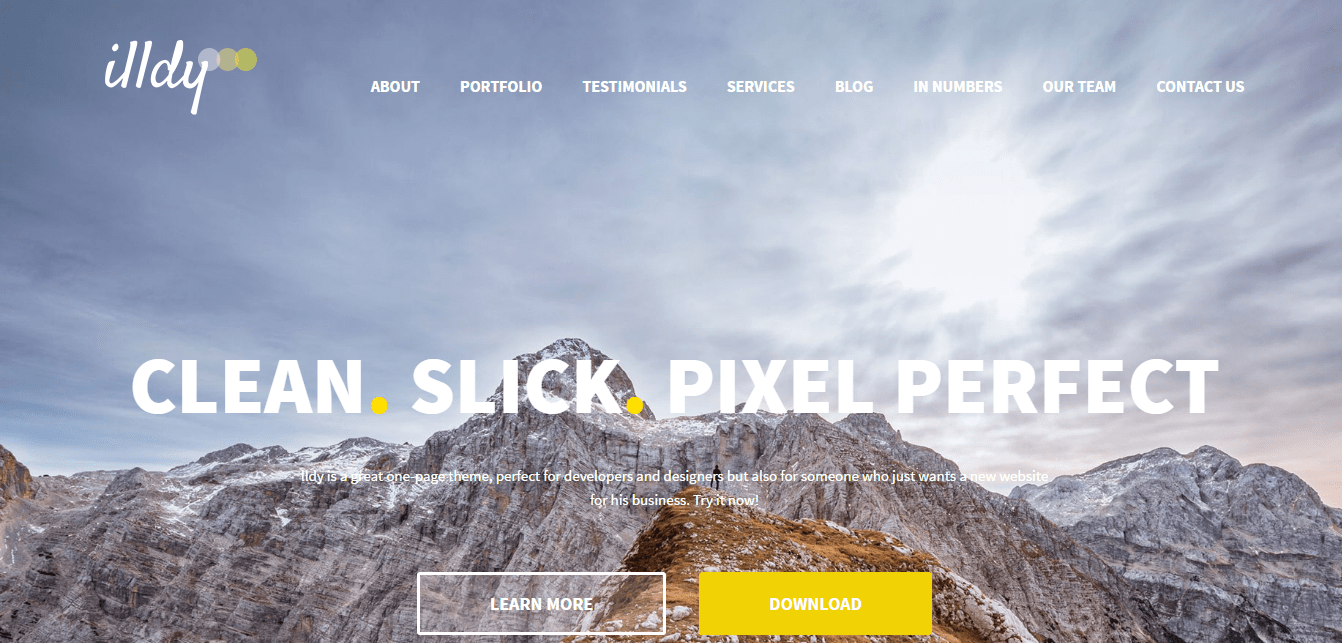 illdy
ABOUT PORTFOLIO TESTIMONIALS SERVICES BLOG IN NUMBERS OUR TEAM CONTACT US
CLEAN. SLICK. PIXEL PERFECT
lldy is a great one-page theme, perfect for developers and designers but also for someone who just wants a new website
for his business. Try it now!
LEARN MORE DOWNLOAD